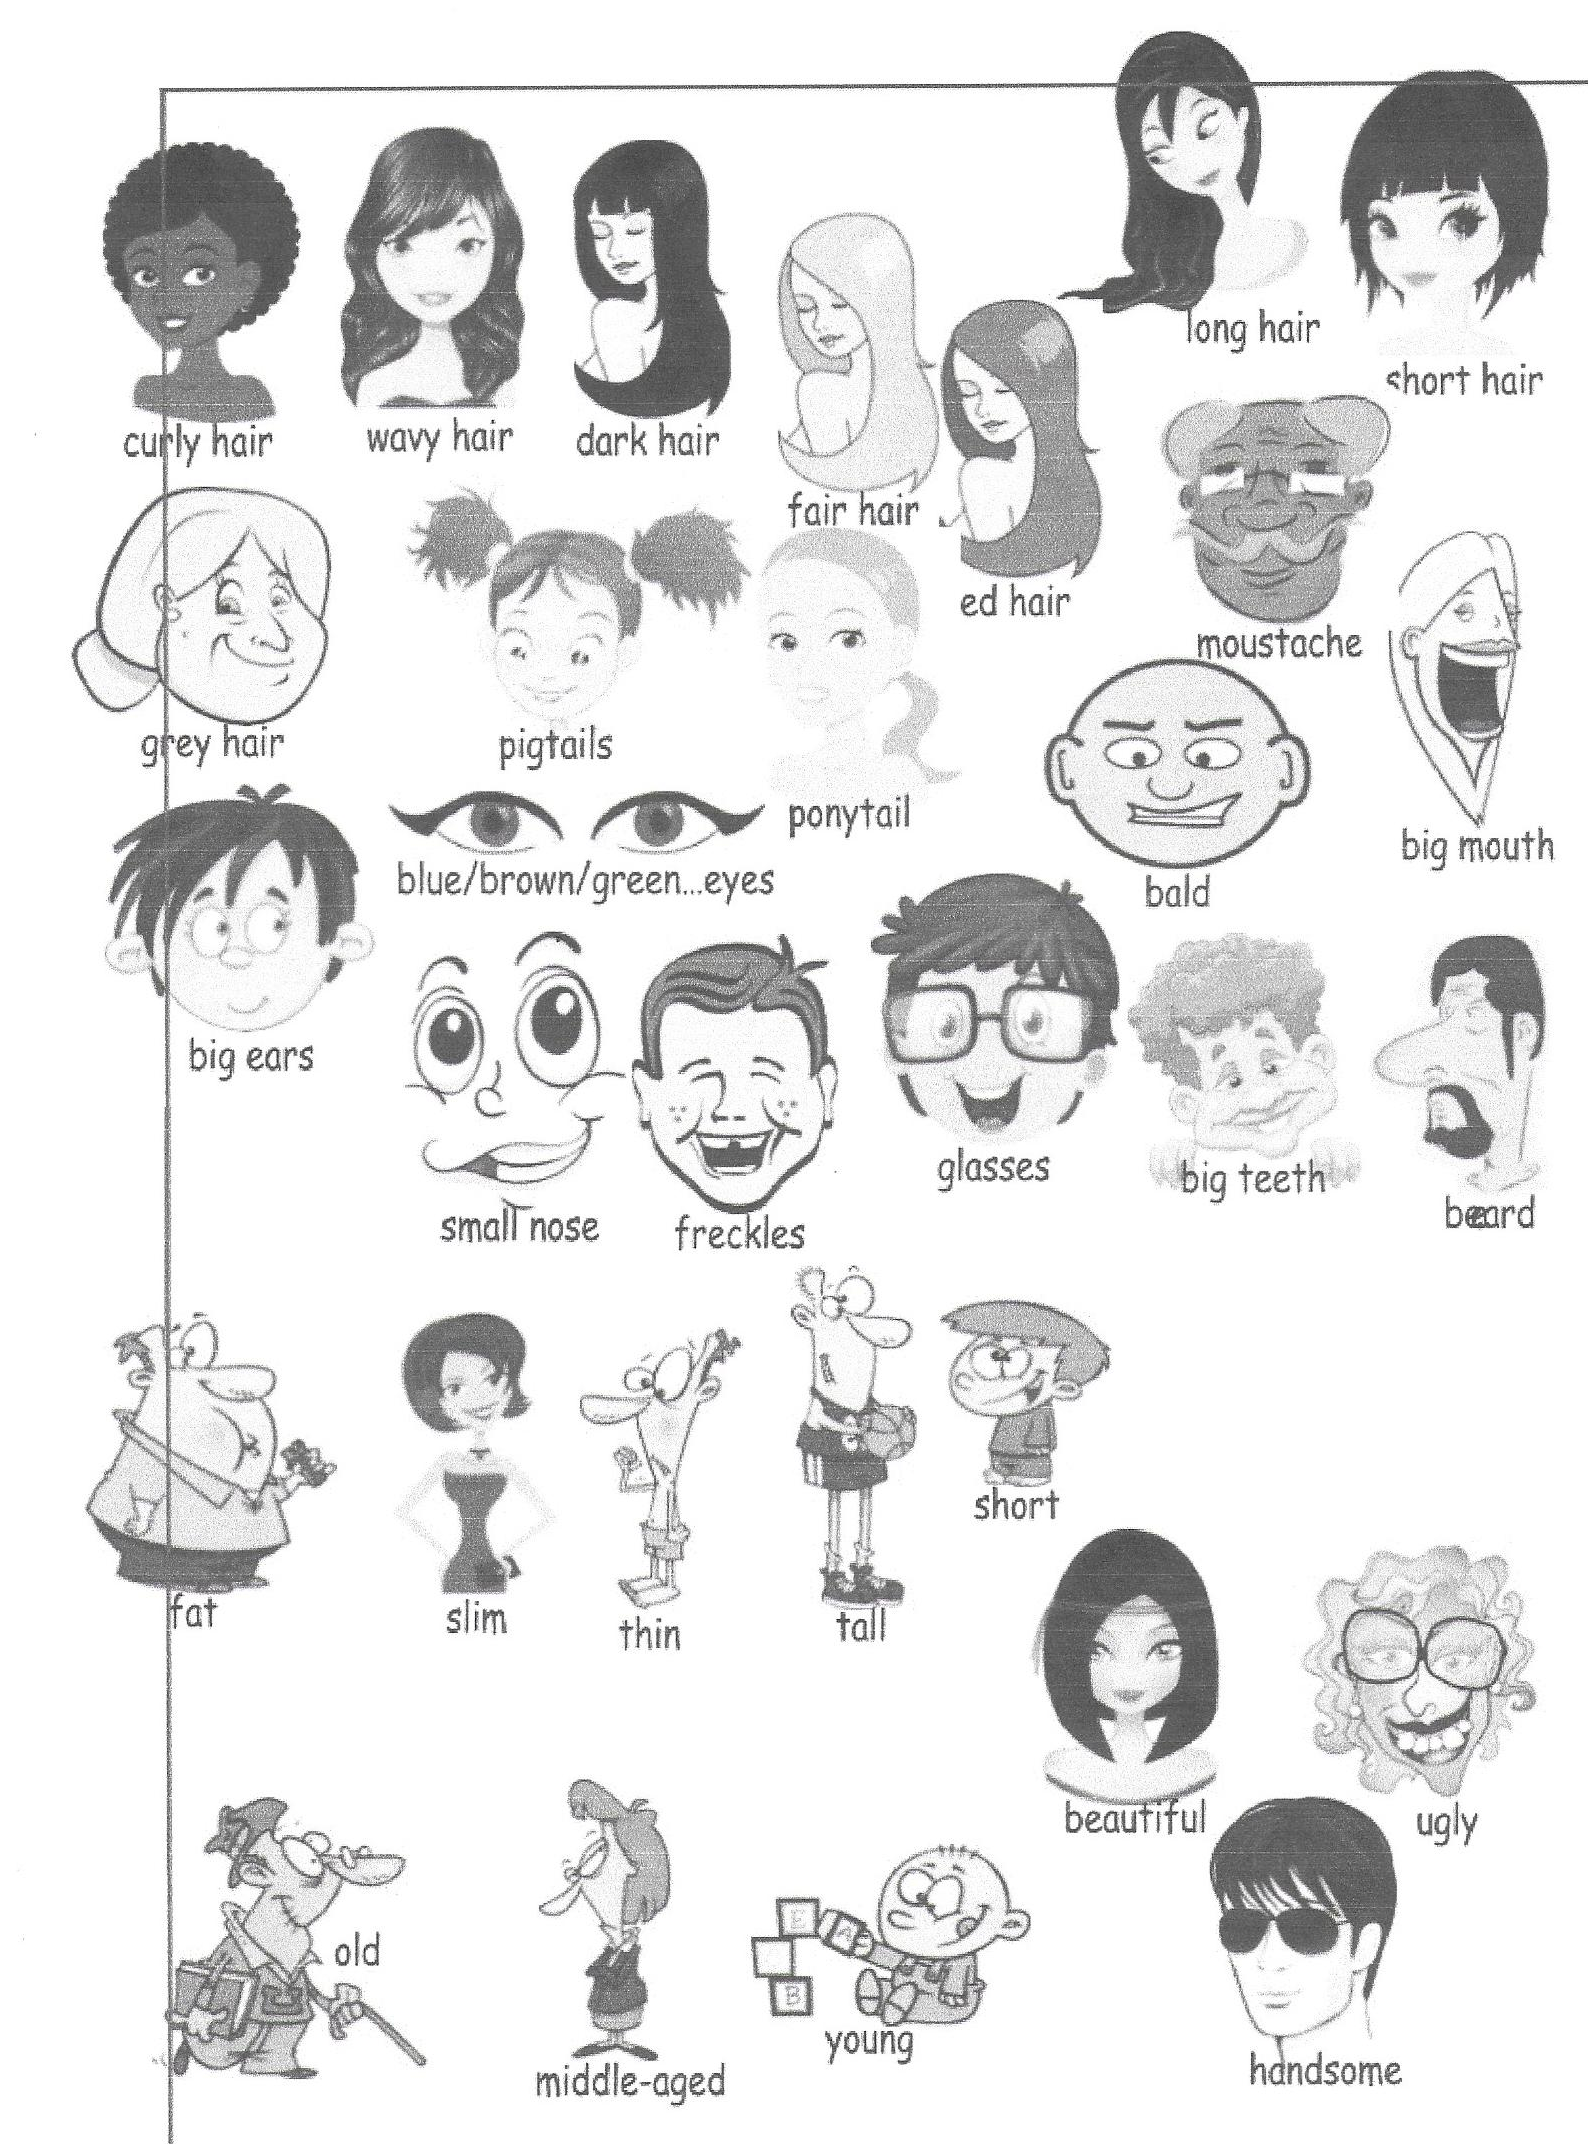 long hair
short hair
curly hair
wavy hair
dark hair
fair hair
ed hair
moustache
grey hair
pigtails
ponytail
big mouth
blue/brown/green...eyes
bald
big ears
glasses
big teeth
beard
small nose
freckles
short
fat
slim
thin
tall
beautiful
ugly
old
E
A
B
young
middle-aged
handsome